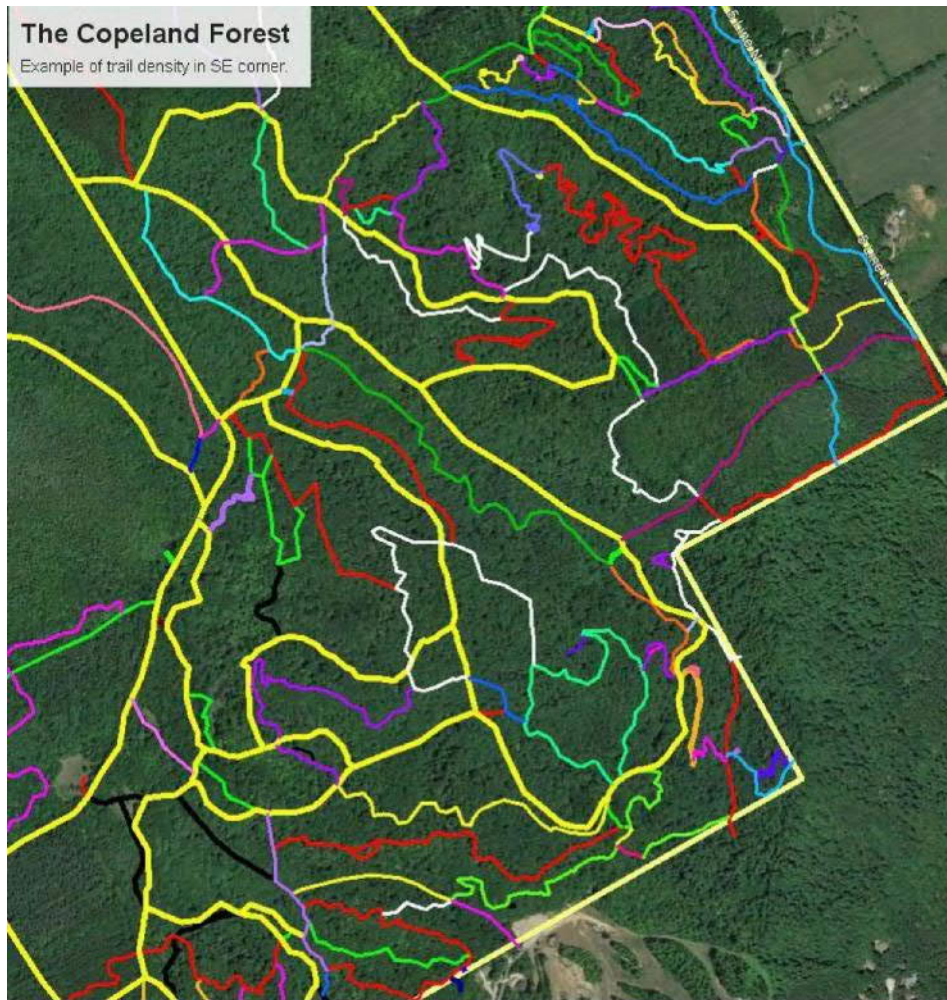 The Copeland Forest
Example of trail density in SE corner.